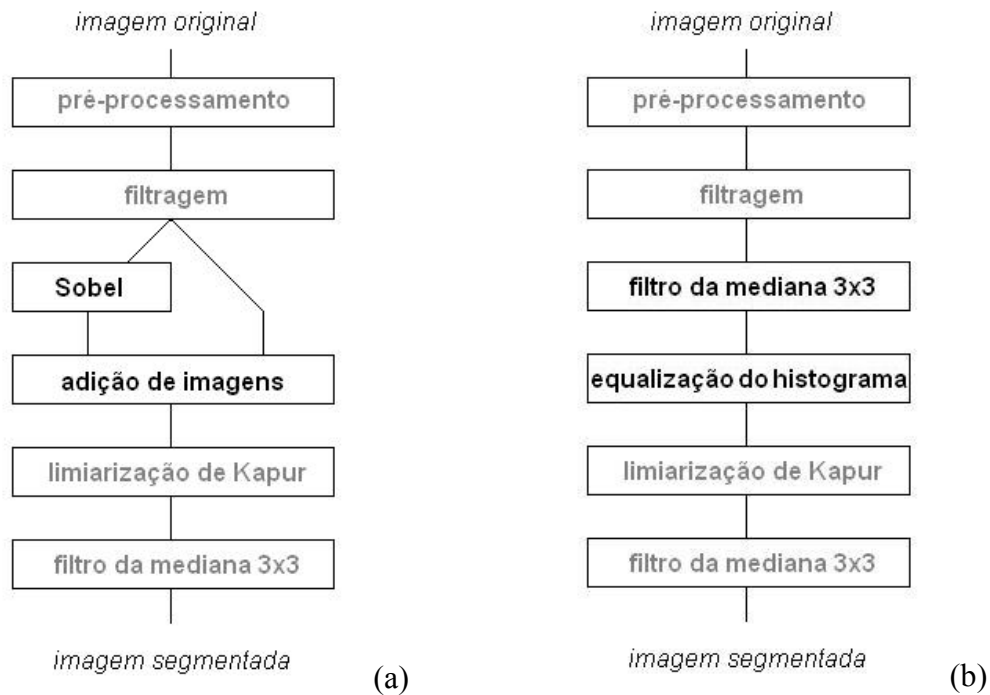 imagem original
pré-processamento
filtragem
Sobel
adição de imagens
limiarização de Kapur
filtro da mediana 3x3
imagem segmentada
(a)
imagem original
pré-processamento
filtragem
filtro da mediana 3x3
equalização do histograma
limiarização de Kapur
filtro da mediana 3x3
imagem segmentada
(b)